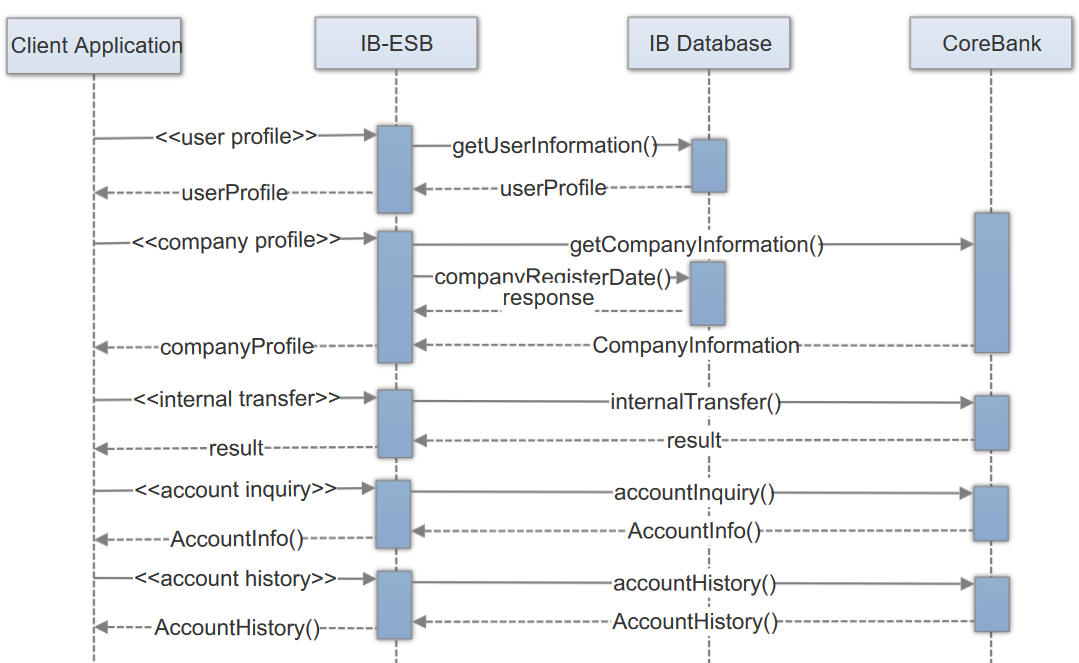 Client Application
IB-ESB
IB Database
CoreBank
<<user profile>>
getUserInformation()
userProfile
userProfile
<<company profile>>
getCompanyInformation()
companyRegisterDate()
response
companyProfile
CompanyInformation
<<internal transfer>>
internalTransfer()
result
result
<<account inquiry>>
accountInquiry()
AccountInfo()
AccountInfo()
<<account history>>
accountHistory()
AccountHistory()
AccountHistory()